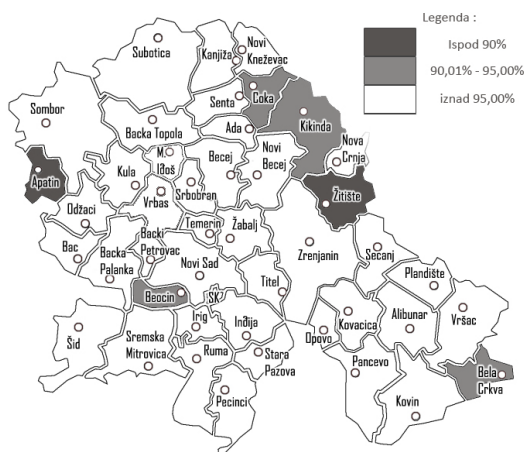 Legenda :
Ispod 90%
90,01% - 95,00%
iznad 95,00%
Subotica
Kanjiža
Novi
Kneževac
Senta
Coka
Sombor
Backa Topola
Ada
Kikinda
Apatin
Kula
M.
Iđoš
Becej
Novi
Becej
Nova
Crnja
Srbobran
Vrbas
Žitište
Odžaci
Temerin
Žabalj
Bac
Backa
Palanka
Backi
Petrovac
Novi Sad
Zrenjanin
Secanj
Titel
Plandište
Beocin
SK
Irig
Inđija
Opovo
Kovacica
Alibunar
Vršac
Šid
Sremska
Mitrovica
Ruma
Stara
Pazova
Pecinci
Pancevo
Kovin
Bela
Crkva